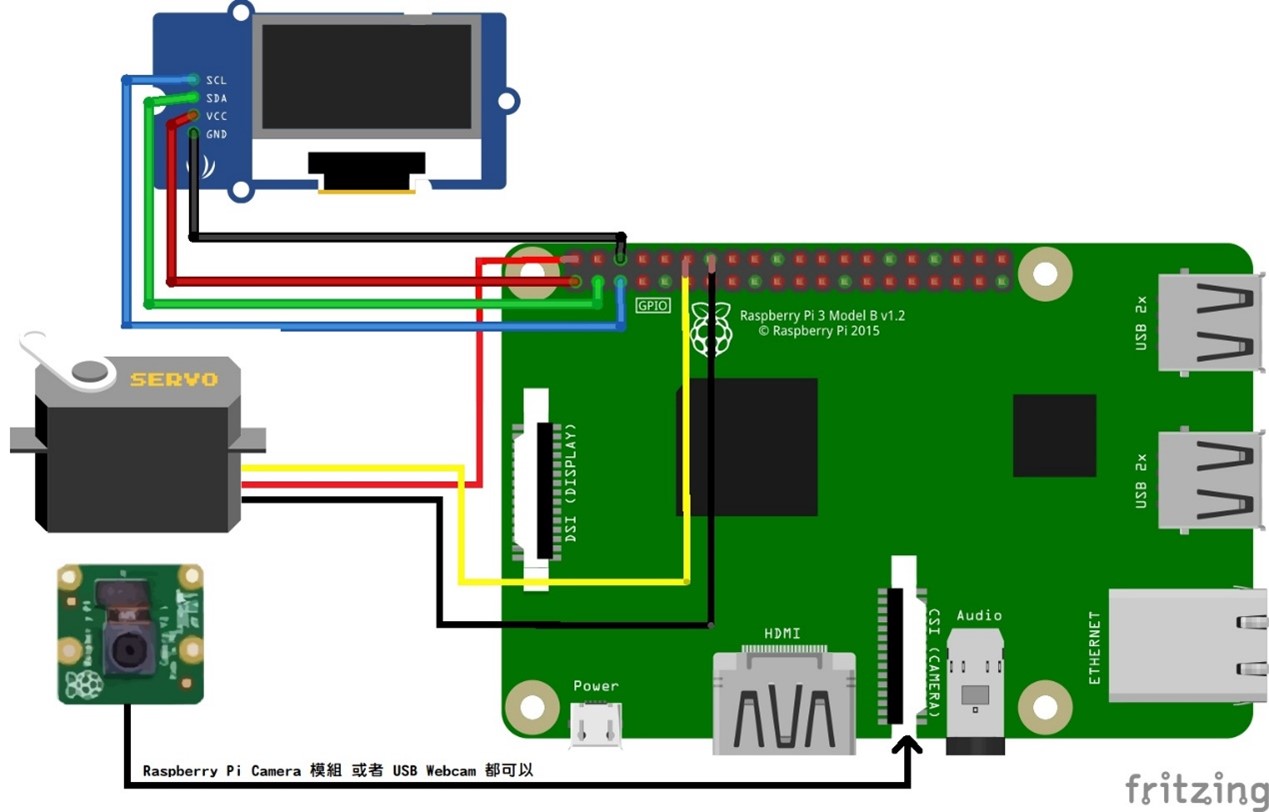 SCL
SDA
VCC
GND
GPIO
Raspberry Pi 3 Model B v1.2
© Raspberry Pi 2015
USB 2x
SERVO
DSI (DISPLAY)
USB 2x
HDMI
CSI (CAMERA)
Audio
ETHERNET
Power
Raspberry Pi Camera 模組 或者 USB Webcam 都可以
fritzing